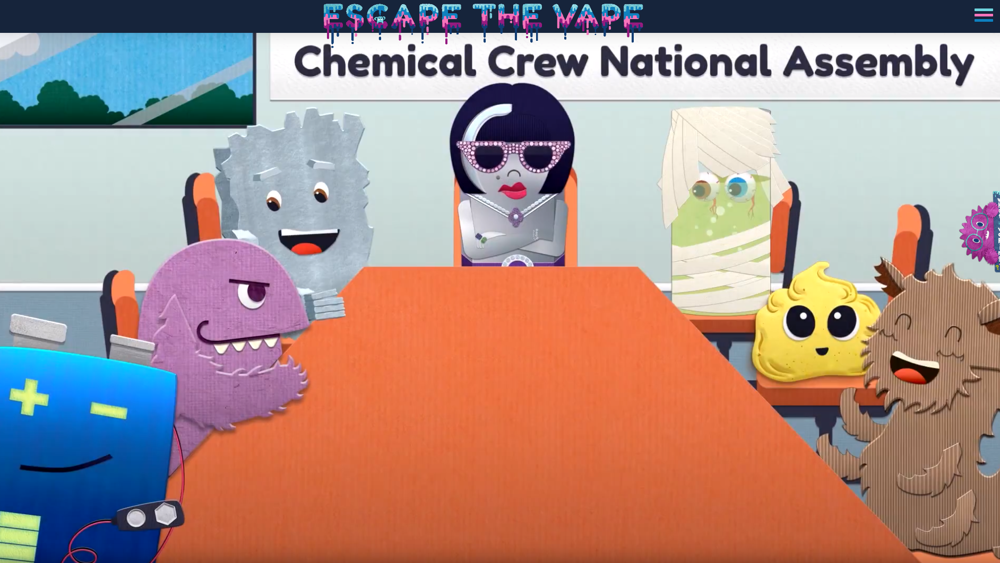 ESCAPE THE VAPE
Chemical Crew National Assembly